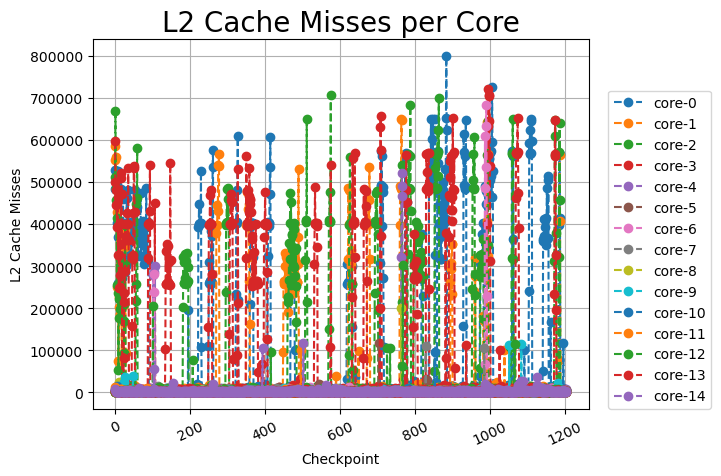 L2 Cache Misses per Core
L2 Cache Misses
800000
700000
600000
500000
400000
300000
200000
100000
0
0 200 400 600 800 1000 1200
Checkpoint
core-0
core-1
core-2
core-3
core-4
core-5
core-6
core-7
core-8
core-9
core-10
core-11
core-12
core-13
core-14